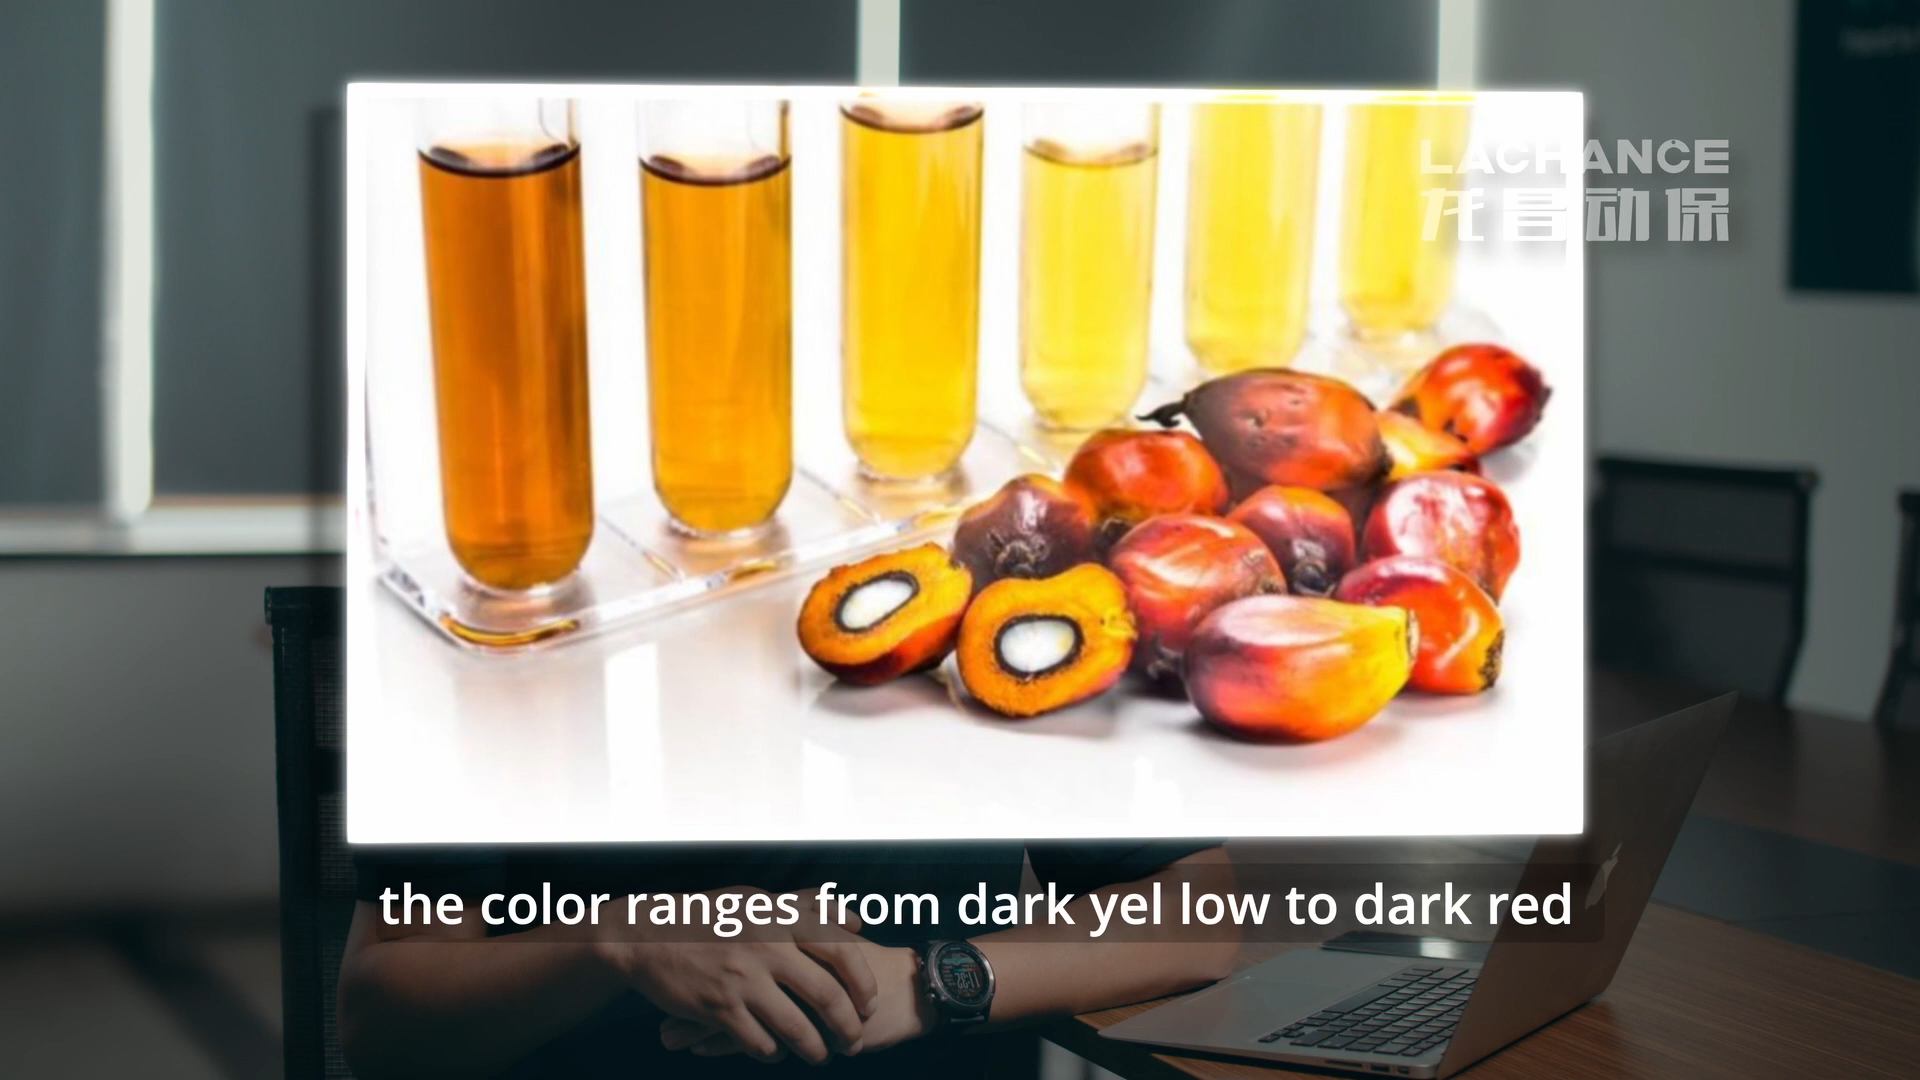 LACHANCE
龙昌动保
the color ranges from dark yel low to dark red